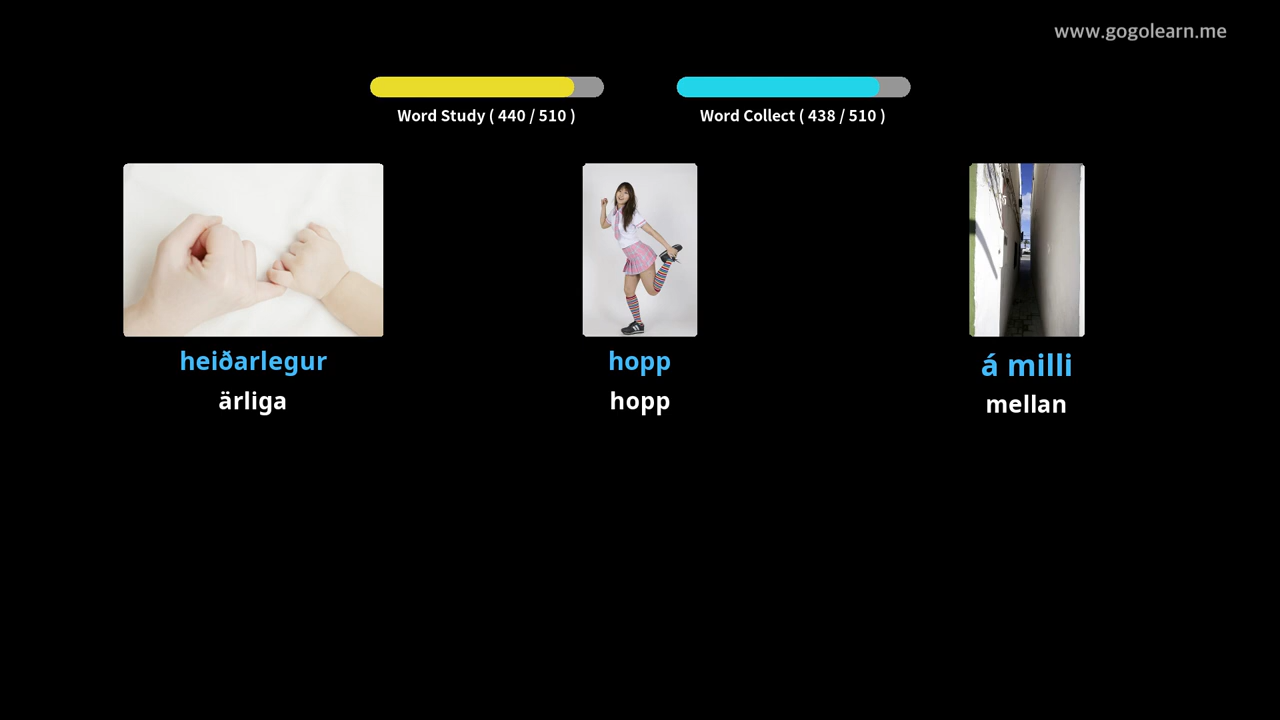 www.gogolearn.me
Word Study ( 440 / 510 )
Word Collect ( 438 / 510 )
heiðarlegur
ärliga
hopp
hopp
á milli
mellan